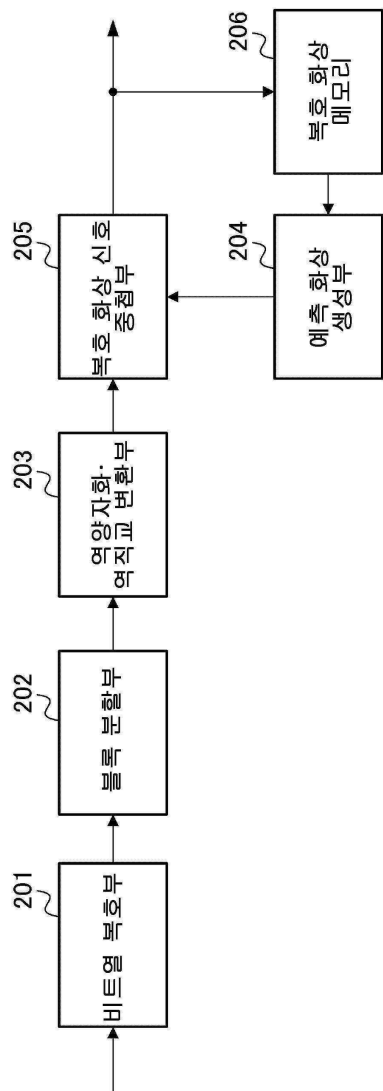 201
비트열 복호부
202
블록 분할부
203
역양자화·
역직교 변환부
205
복호 화상 신호
중첩부
204
예측 화상
생성부
206
복호 화상
메모리